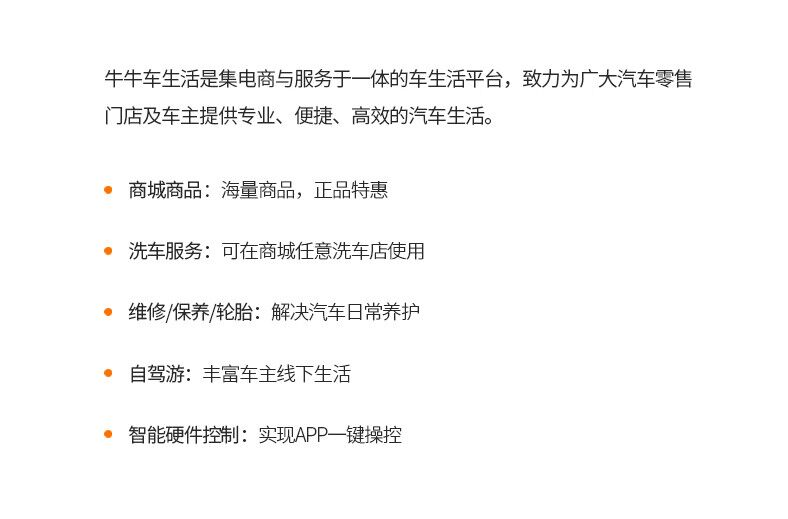 牛牛车生活是集电商与服务于一体的车生活平台，致力为广大汽车零售
门店及车主提供专业、便捷、高效的汽车生活。
商城商品：海量商品，正品特惠
洗车服务：可在商城任意洗车店使用
维修/保养/轮胎：解决汽车日常养护
自驾游：丰富车主线下生活
智能硬件控制：实现APP一键操控